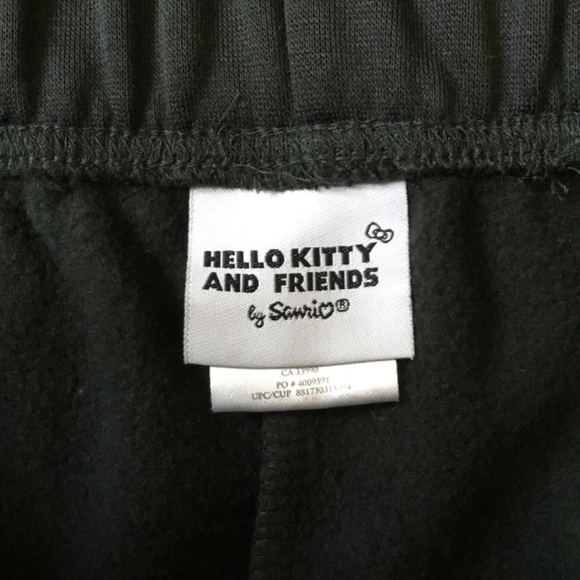 HELLO KITTY
AND FRIENDS
by Sanrio®
CA 33990
PO # 4009591
UPC/CUP